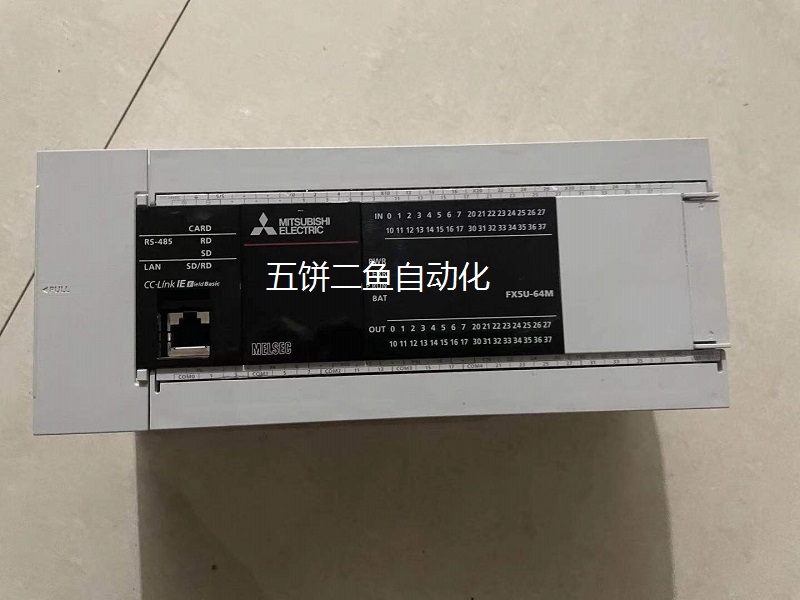 CARD
RS-485 RD
SD
LAN SD/RD
CC-Link IE Field Basic
PULL
MITSUBISHI
ELECTRIC
MELSEC
IN 0 1 2 3 4 5 6 7 20 21 22 23 24 25 26 27
10 11 12 13 14 15 16 17 30 31 32 33 34 35 36 37
PWR
五饼二鱼自动化
BAT
FX5U-64M
OUT 0 1 2 3 4 5 6 7 20 21 22 23 24 25 26 27
10 11 12 13 14 15 16 17 30 31 32 33 34 35 36 37